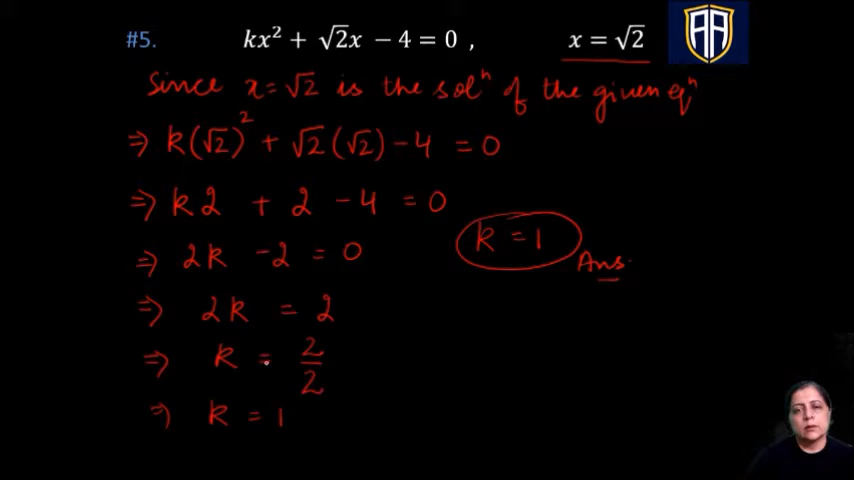 #5. kx² + √2x − 4 = 0 , x = √2
AA
Since x = √2 is the solⁿ of the given eqⁿ
⇒ k(√2)² + √2(√2) − 4 = 0
⇒ k2 + 2 − 4 = 0
⇒ 2k − 2 = 0
k = 1 Ans.
⇒ 2k = 2
⇒ k = 2/2
⇒ k = 1